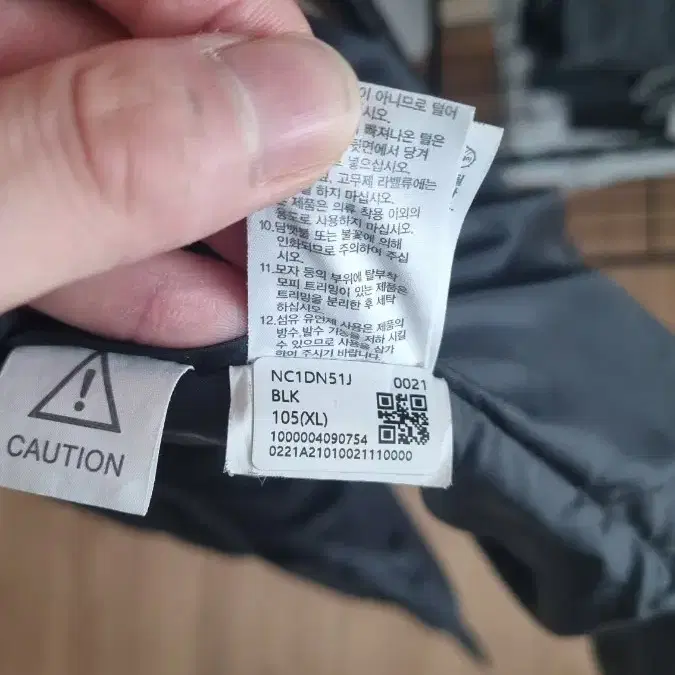 이 아니므로 털어
시오.
빠져나온 털은
뒷면에서 당겨
넣으십시오.
고무제 라벨류에는
하지 마십시오.
제품은 의류 착용 이외의
용도로 사용하지 마십시오.
10. 담뱃불 또는 불꽃에 의해
인화되므로 주의하여 주십
시오.
11. 모자 등의 부위에 탈부착
모피 트리밍이 있는 제품은
트리밍을 분리한 후 세탁
하십시오.
12. 섬유 유연제 사용은 제품의
방수,발수 기능을 저하 시킬
수 있으므로 사용을 삼가
하여 주시기 바랍니다.
CAUTION
NC1DN51J 0021
BLK
105(XL)
1000004090754
0221A21010021110000